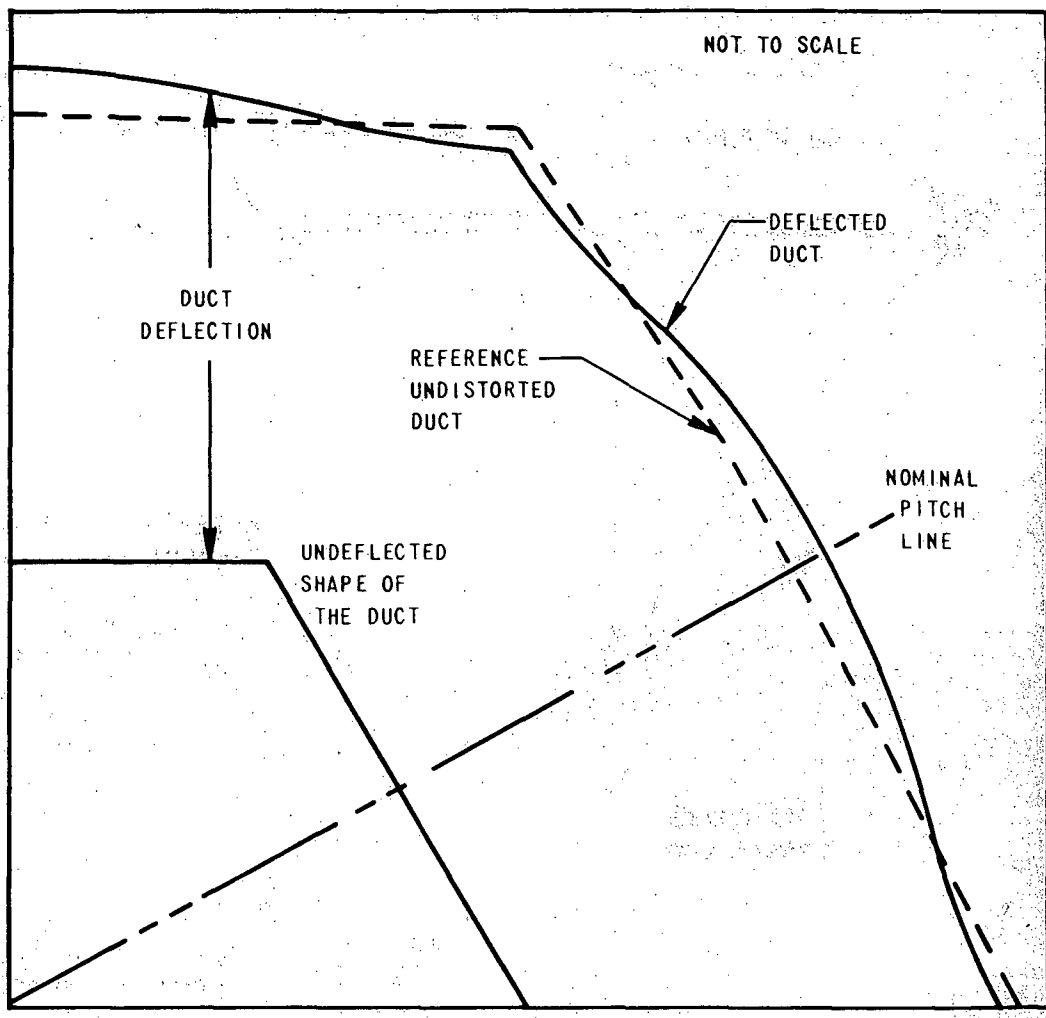 NOT TO SCALE
DEFLECTED
DUCT
DUCT
DEFLECTION
REFERENCE
UNDISTORTED
DUCT
NOMINAL
PITCH
LINE
UNDEFLECTED
SHAPE OF
THE DUCT